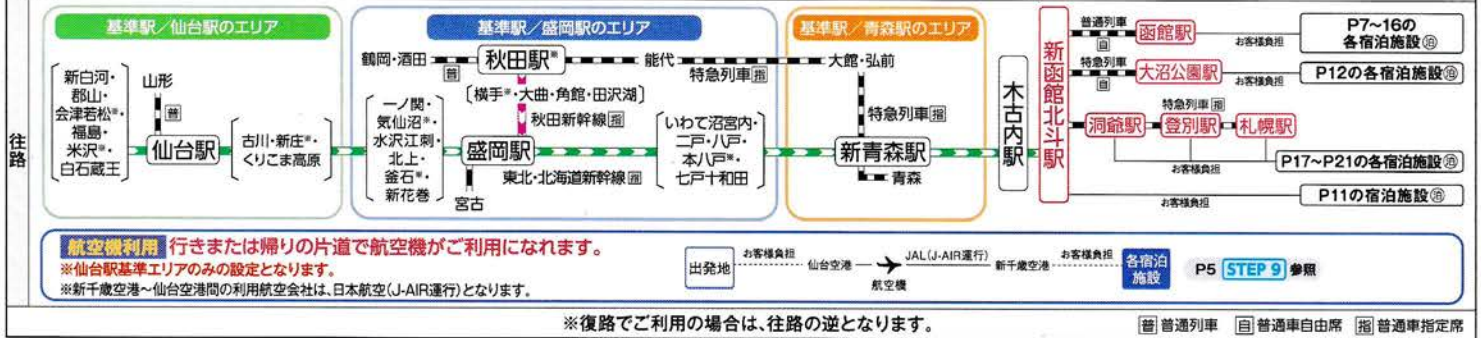 往路
基準駅/仙台駅のエリア
基準駅/盛岡駅のエリア
基準駅/青森駅のエリア
新白河・
郡山・
会津若松※・
福島・
米沢※・
白石蔵王
山形
普
仙台駅
古川・新庄※・
くりこま高原
鶴岡・酒田
普
秋田駅※
能代
特急列車指
大館・弘前
[横手※・大曲・角館・田沢湖]
秋田新幹線指
一ノ関・
気仙沼※・
水沢江刺・
北上・
釜石※・
新花巻
盛岡駅
宮古
東北・北海道新幹線指
いわて沼宮内・
二戸・八戸・
本八戸※・
七戸十和田
特急列車指
新青森駅
青森
木古内駅
新函館北斗駅
普通列車
自
函館駅
お客様負担
P7~16の
各宿泊施設泊
特急列車
自
大沼公園駅
お客様負担
P12の各宿泊施設泊
特急列車指
洞爺駅
登別駅
札幌駅
お客様負担
P17~P21の各宿泊施設泊
お客様負担
P11の宿泊施設泊
航空機利用 行きまたは帰りの片道で航空機がご利用になれます。
※仙台駅基準エリアのみの設定となります。
※新千歳空港~仙台空港間の利用航空会社は、日本航空(J-AIR運行)となります。
出発地
お客様負担
仙台空港
JAL(J-AIR運行)
航空機
新千歳空港
お客様負担
各宿泊
施設
P5 STEP 9 参照
※復路でご利用の場合は、往路の逆となります。
普 普通列車 自 普通車自由席 指 普通車指定席